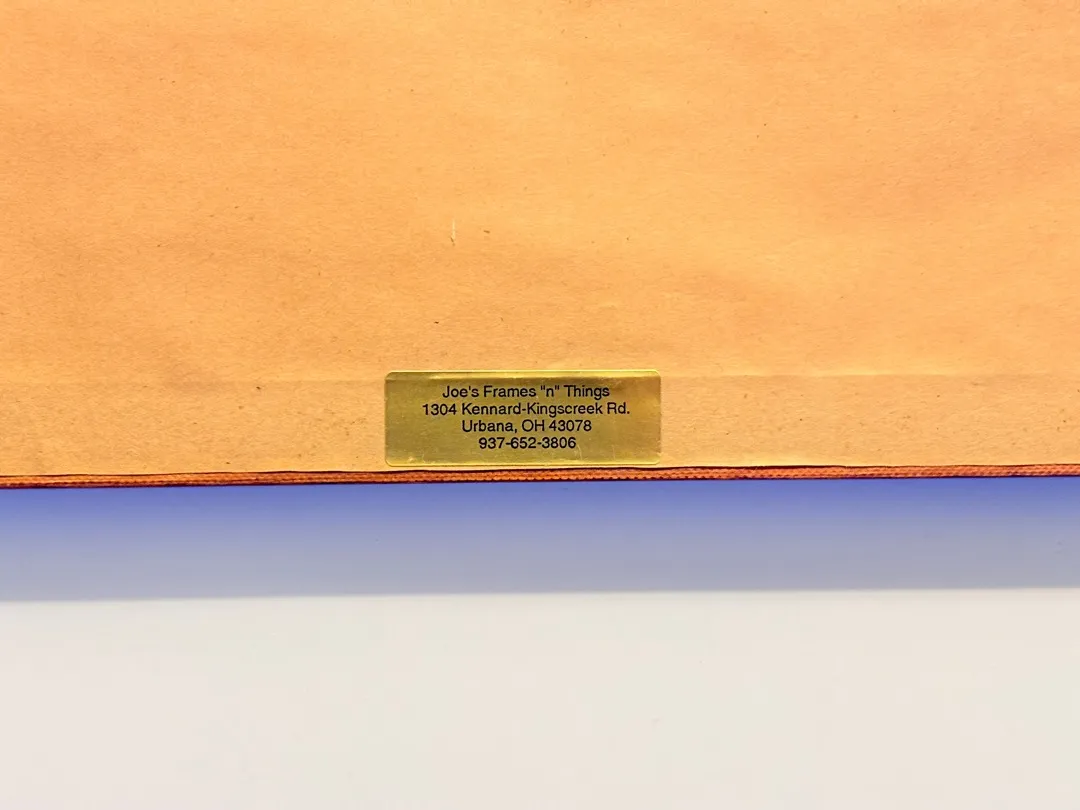 Joe's Frames "n" Things
1304 Kennard-Kingscreek Rd.
Urbana, OH 43078
937-652-3806